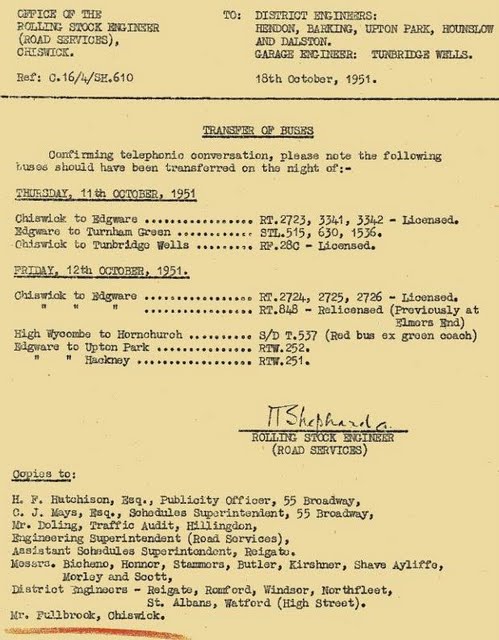 OFFICE OF THE
ROLLING STOCK ENGINEER
(ROAD SERVICES),
CHISWICK.
Ref: C.16/4/SH.610
TO: DISTRICT ENGINEERS:
HENDON, BARKING, UPTON PARK, HOUNSLOW
AND DALSTON.
GARAGE ENGINEER: TUNBRIDGE WELLS.
18th October, 1951.
TRANSFER OF BUSES
Confirming telephonic conversation, please note the following
buses should have been transferred on the night of:-
THURSDAY, 11th OCTOBER, 1951
Chiswick to Edgware ................ RT.2723, 3341, 3342 - Licensed.
Edgware to Turnham Green ........... STL.515, 630, 1536.
Chiswick to Tunbridge Wells ........ RF.28C - Licensed.
FRIDAY, 12th OCTOBER, 1951.
Chiswick to Edgware ................ RT.2724, 2725, 2726 - Licensed.
" " " ................ RT.848 - Relicensed (Previously at
Elmers End)
High Wycombe to Hornchurch ......... S/D T.537 (Red bus ex green coach)
Edgware to Upton Park .............. RTW.252.
" " Hackney ................. RTW.251.
ROLLING STOCK ENGINEER
(ROAD SERVICES)
Copies to:
H. F. Hutchison, Esq., Publicity Officer, 55 Broadway,
C. J. Mays, Esq., Schedules Superintendent, 55 Broadway,
Mr. Doling, Traffic Audit, Hillingdon,
Engineering Superintendent (Road Services),
Assistant Schedules Superintendent, Reigate.
Messrs. Bicheno, Honnor, Stammors, Butler, Kirshner, Shave Ayliffe,
Morley and Scott,
District Engineers - Reigate, Romford, Windsor, Northfleet,
St. Albans, Watford (High Street).
Mr. Fullbrook, Chiswick.